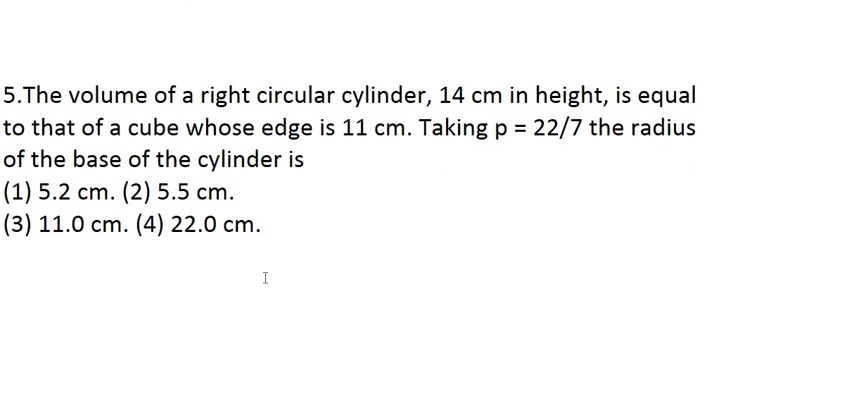 5.The volume of a right circular cylinder, 14 cm in height, is equal
to that of a cube whose edge is 11 cm. Taking p = 22/7 the radius
of the base of the cylinder is
(1) 5.2 cm. (2) 5.5 cm.
(3) 11.0 cm. (4) 22.0 cm.